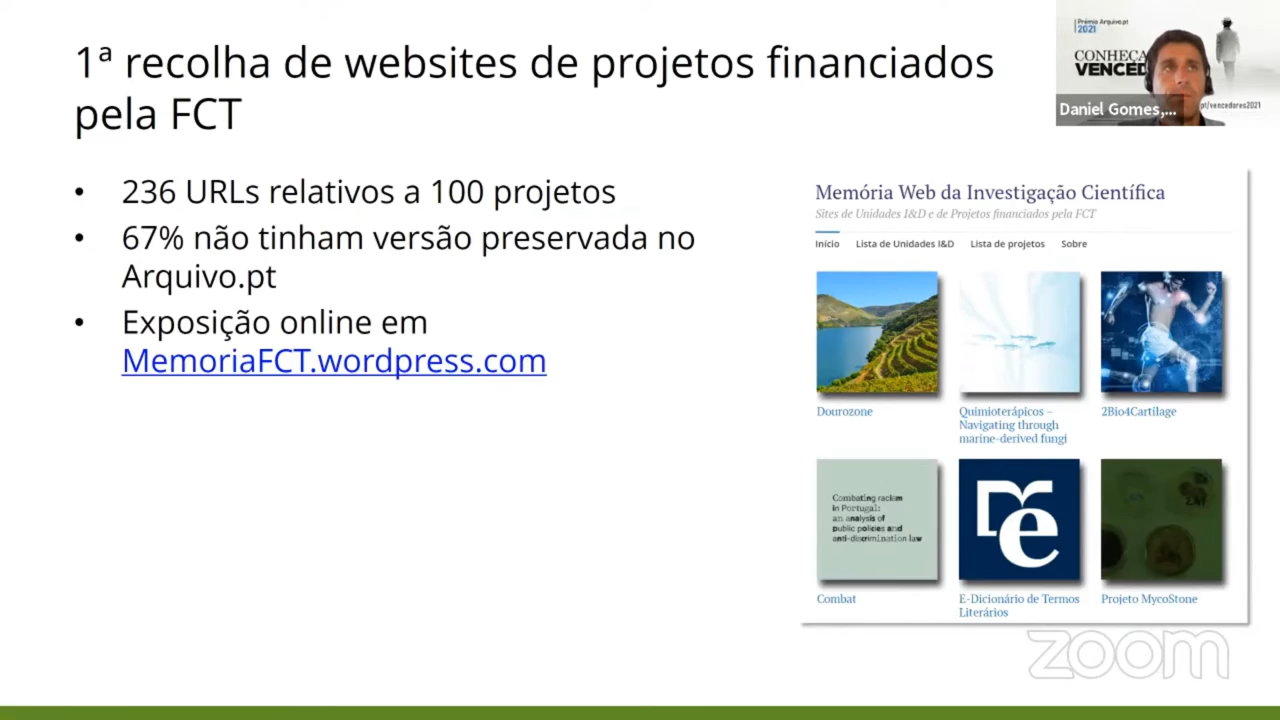 1ª recolha de websites de projetos financiados
pela FCT
• 236 URLs relativos a 100 projetos
• 67% não tinham versão preservada no
Arquivo.pt
• Exposição online em
MemoriaFCT.wordpress.com
Prémio Arquivo.pt
2021
CONHEÇA
VENCED
pt/vencedores2021
Daniel Gomes,...
Memória Web da Investigação Científica
Sites de Unidades I&D e de Projetos financiados pela FCT
Início Lista de Unidades I&D Lista de projetos Sobre
Dourozone
Quimioterápicos –
Navigating through
marine-derived fungi
2Bio4Cartilage
Combating racism
in Portugal:
an analysis of
public policies and
anti-discrimination law
Combat
E-Dicionário de Termos
Literários
Projeto MycoStone
zoom